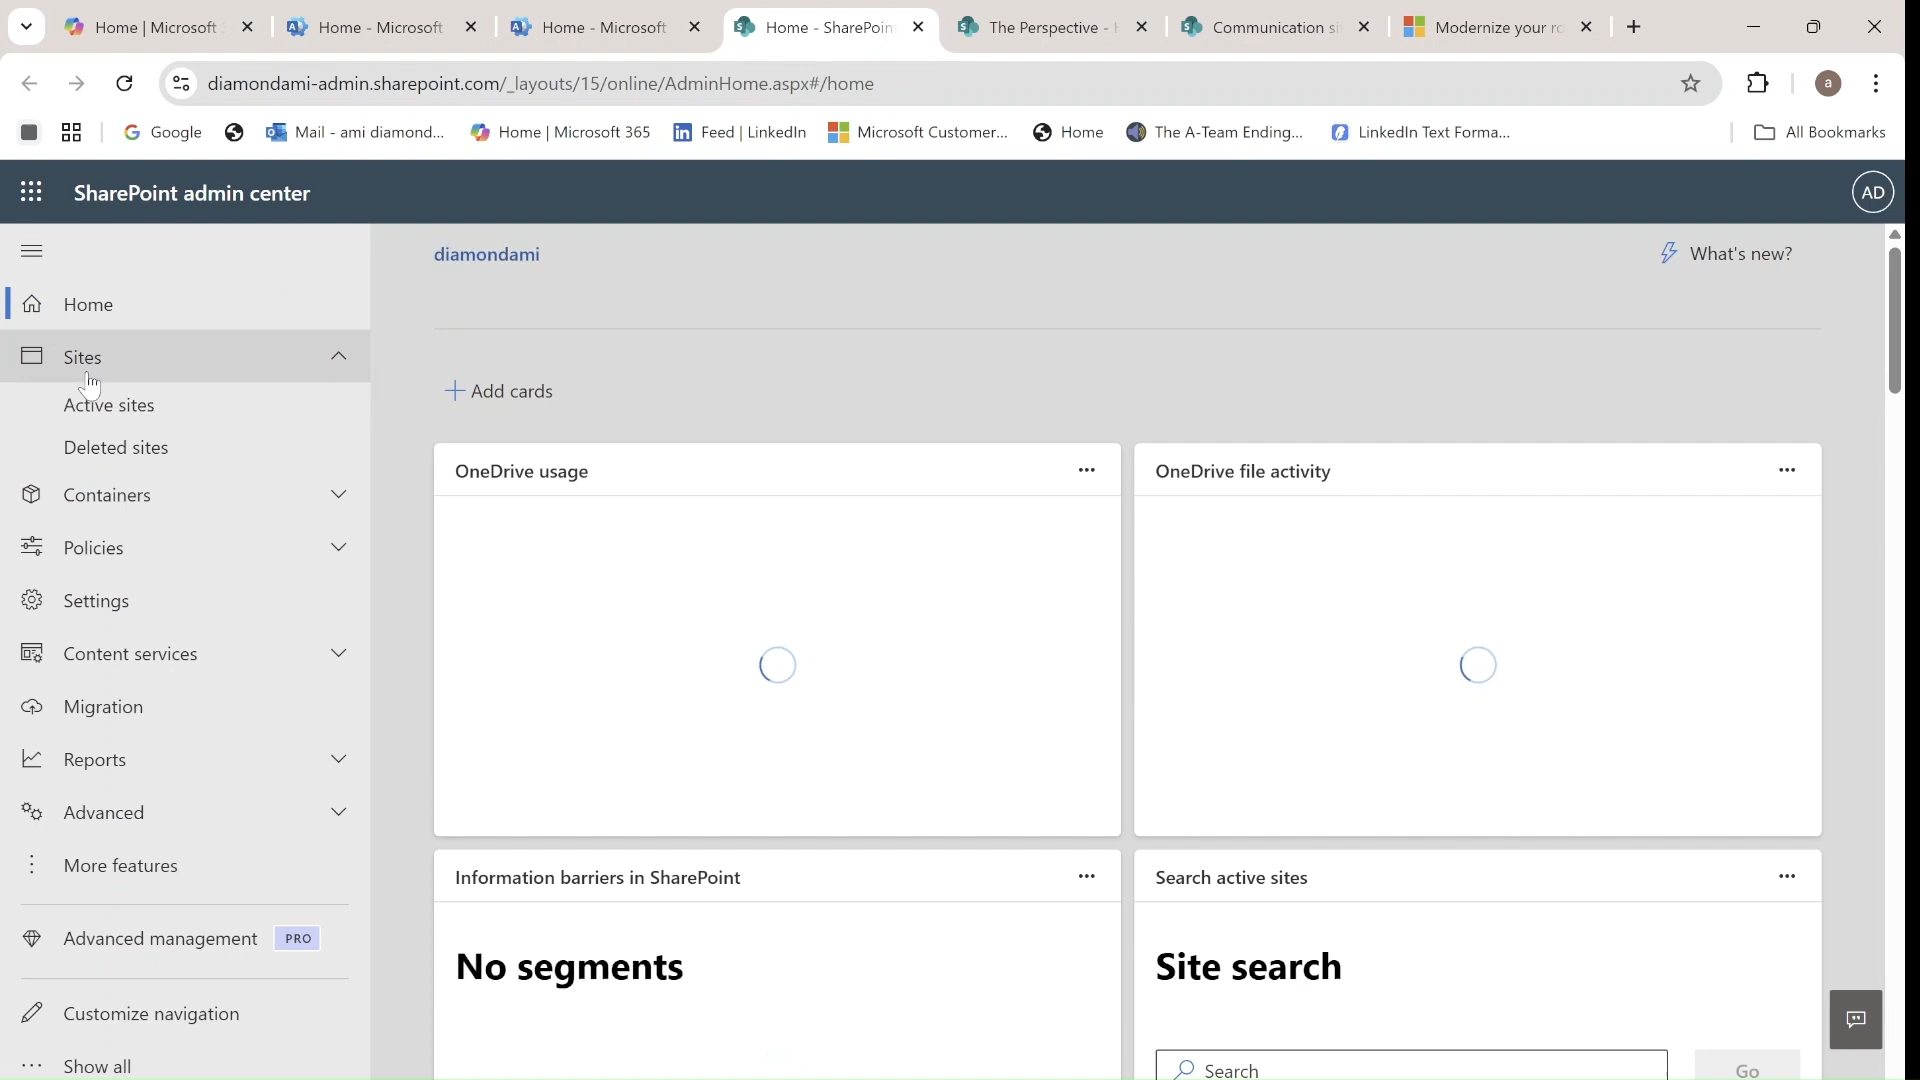 Home | Microsoft 3
Home - Microsoft
Home - Microsoft
Home - SharePoin
The Perspective - H
Communication si
Modernize your ro
diamondami-admin.sharepoint.com/_layouts/15/online/AdminHome.aspx#/home
a
Google
Mail - ami diamond...
Home | Microsoft 365
Feed | LinkedIn
Microsoft Customer...
Home
The A-Team Ending...
LinkedIn Text Forma...
All Bookmarks
SharePoint admin center
AD
diamondami
What's new?
Home
Sites
Active sites
Deleted sites
Containers
Policies
Settings
Content services
Migration
Reports
Advanced
More features
Advanced management PRO
Customize navigation
Show all
Add cards
OneDrive usage
OneDrive file activity
Information barriers in SharePoint
No segments
Search active sites
Site search
Search
Go